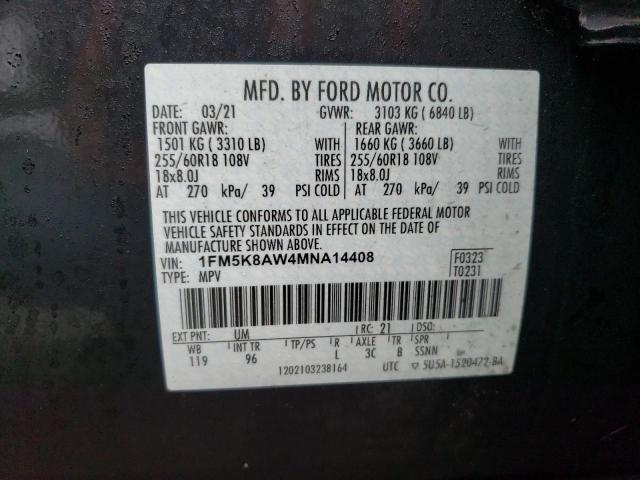 MFD. BY FORD MOTOR CO.
DATE: 03/21 GVWR: 3103 KG ( 6840 LB)
FRONT GAWR: REAR GAWR:
1501 KG ( 3310 LB) WITH 1660 KG ( 3660 LB) WITH
255/60R18 108V TIRES 255/60R18 108V TIRES
18x8.0J RIMS 18x8.0J RIMS
AT 270 kPa/ 39 PSI COLD AT 270 kPa/ 39 PSI COLD
THIS VEHICLE CONFORMS TO ALL APPLICABLE FEDERAL MOTOR
VEHICLE SAFETY STANDARDS IN EFFECT ON THE DATE OF
MANUFACTURE SHOWN ABOVE.
VIN: 1FM5K8AW4MNA14408 F0323
TYPE: MPV T0231
EXT PNT: UM RC: 21 DSO:
WB INT TR TP/PS R AXLE TR SPR
119 96 L 3C B SSNN
1202103238164 UTC ▽ 5U5A-1520472-BA